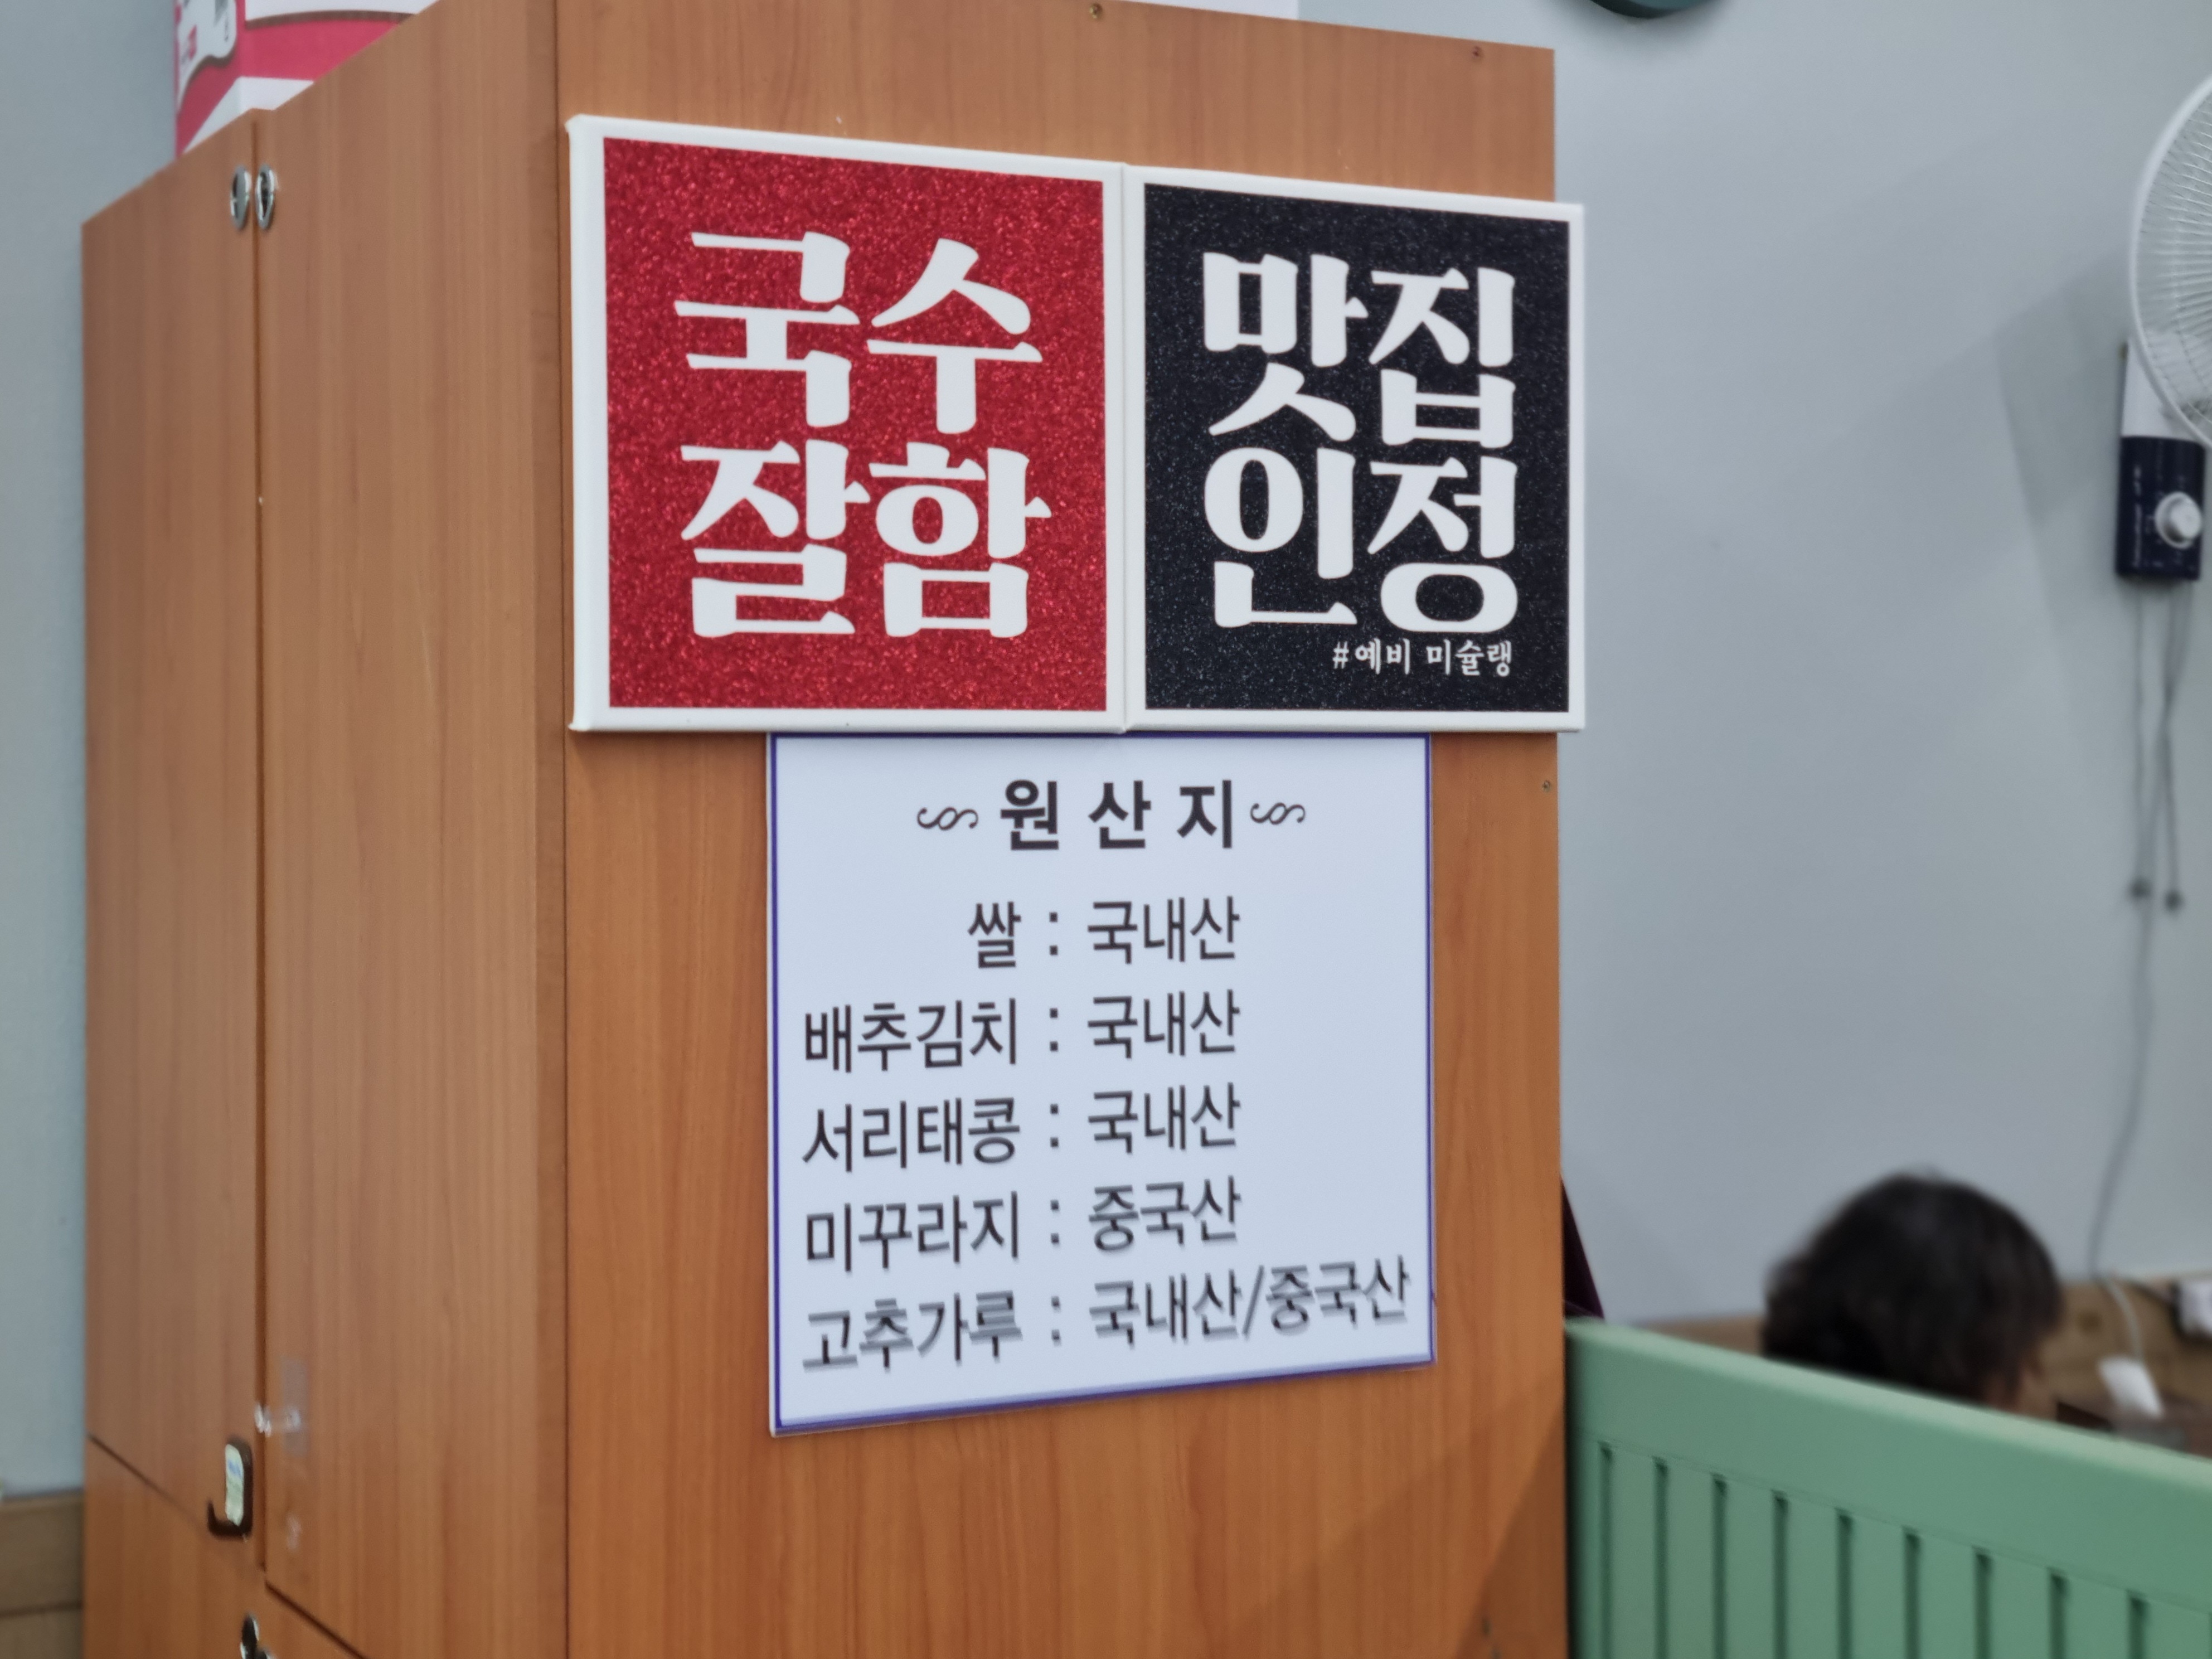 국수
잘함
맛집
인정
#예비 미슐랭
원 산 지
쌀 : 국내산
배추김치 : 국내산
서리태콩 : 국내산
미꾸라지 : 중국산
고추가루 : 국내산/중국산